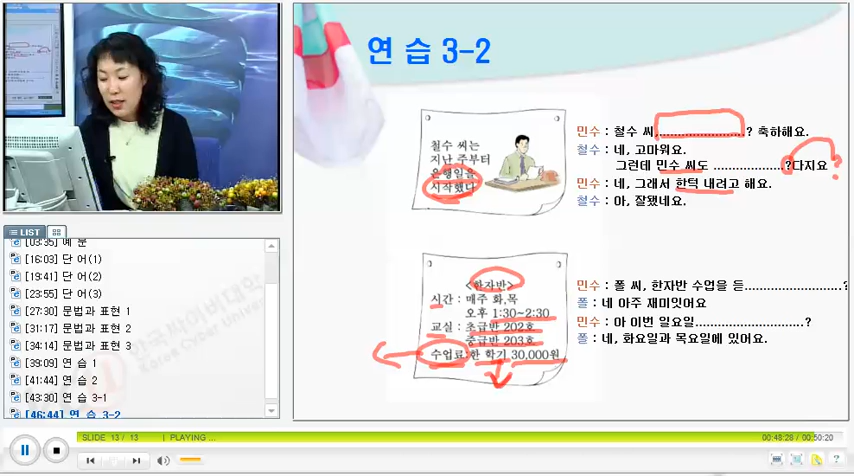 연 습 3-2
철수 씨는
지난 주부터
은행일을
시작했다
민수 : 철수 씨......................? 축하해요.
철수 : 네, 고마워요.
그런데 민수 씨도 ..................?다지요 ?
민수 : 네, 그래서 한턱 내려고 해요.
철수 : 아, 잘됐네요.
<한자반>
시간 : 매주 화,목
오후 1:30~2:30
교실 : 초급반 202호
중급반 203호
수업료:한 학기 30,000원
민수 : 폴 씨, 한자반 수업을 듣..........................?
폴 : 네 아주 재미잇어요
민수 : 아 이번 일요일............................?
폴 : 네, 화요일과 목요일에 있어요.
LIST
[03:35] 예 문
[16:03] 단 어(1)
[19:41] 단 어(2)
[23:55] 단 어(3)
[27:30] 문법과 표현 1
[31:17] 문법과 표현 2
[34:14] 문법과 표현 3
[39:09] 연 습 1
[41:44] 연 습 2
[43:30] 연 습 3-1
[46:44] 연 습 3-2
SLIDE 13 / 13 | PLAYING ...
00:48:28 / 00:50:20